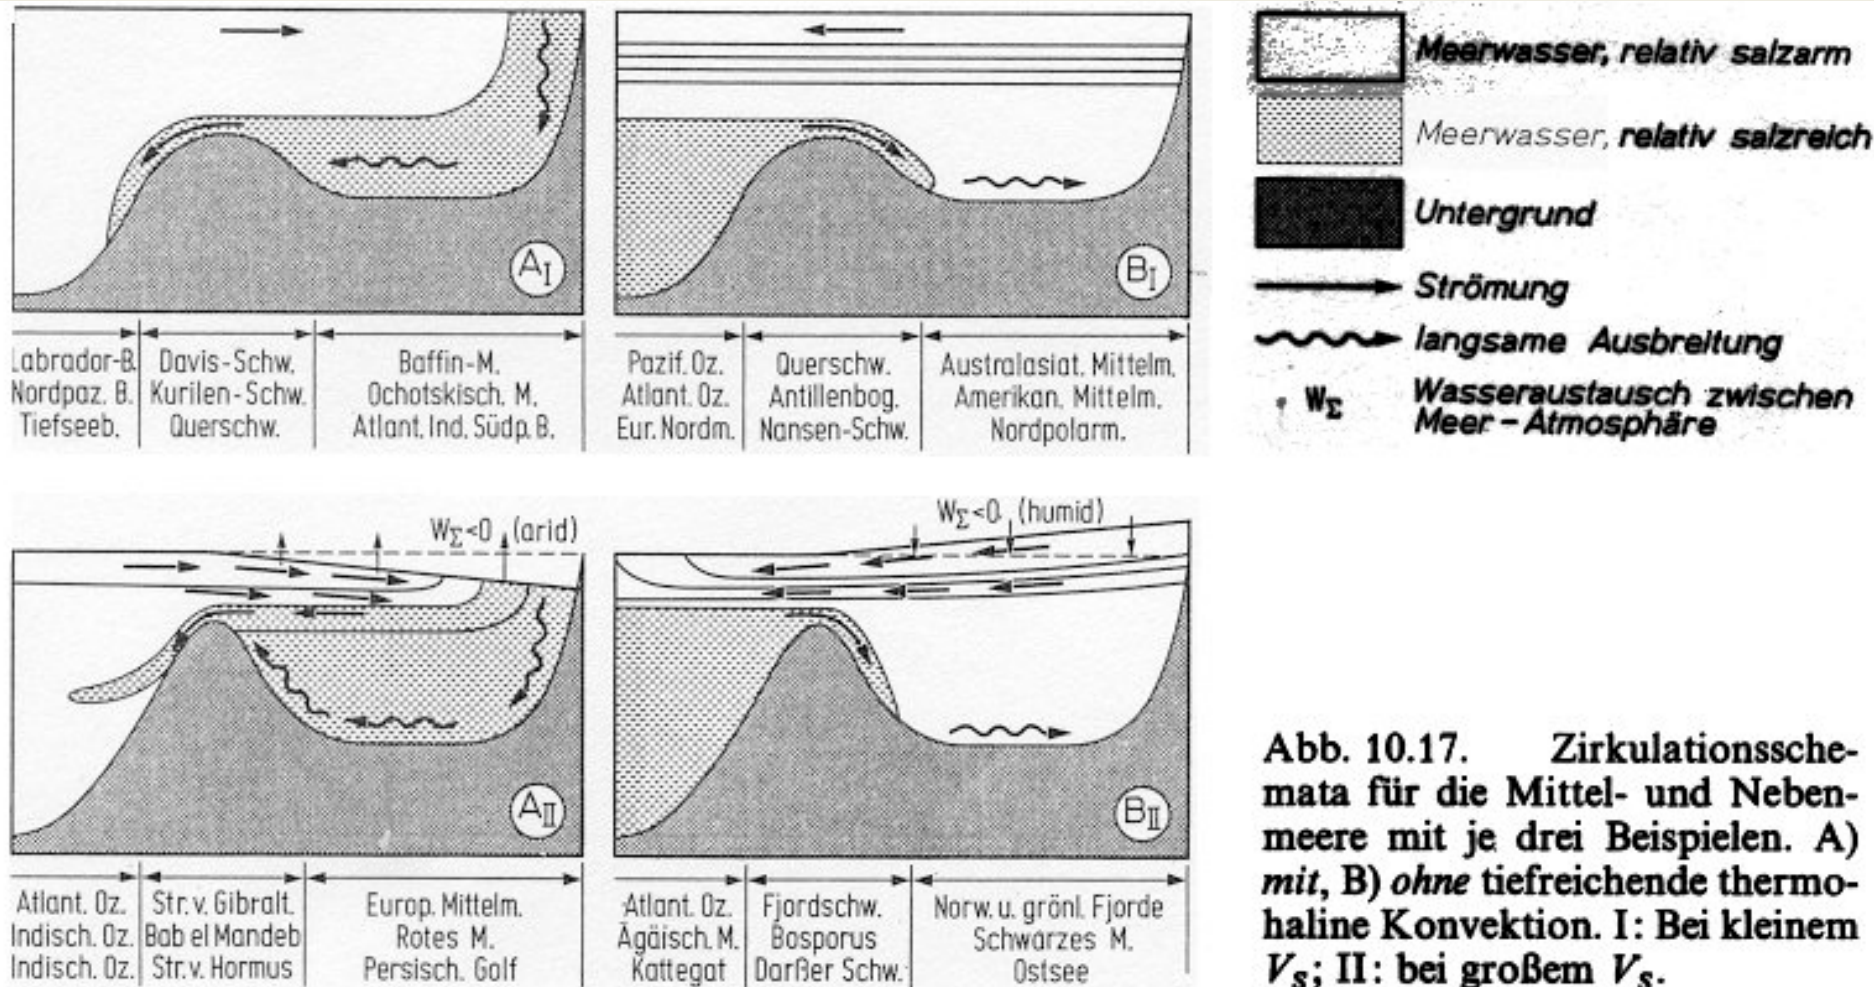 Meerwasser, relativ salzarm
Meerwasser, relativ salzreich
Untergrund
Strömung
langsame Ausbreitung
W_Σ Wasseraustausch zwischen
Meer-Atmosphäre
A_I
B_I
Labrador-B. Davis-Schw. Baffin-M.
Nordpaz. B. Kurilen-Schw. Ochotskisch. M.
Tiefseeb. Querschw. Atlant. Ind. Südp. B.
Pazif. Oz. Querschw. Australasiat. Mittelm.
Atlant. Oz. Antillenbog. Amerikan. Mittelm.
Eur. Nordm. Nansen-Schw. Nordpolarm.
W_Σ<0 (arid)
W_Σ<0 (humid)
A_II
B_II
Atlant. Oz. Str. v. Gibralt. Europ. Mittelm.
Indisch. Oz. Bab el Mandeb Rotes M.
Indisch. Oz. Str. v. Hormus Persisch. Golf
Atlant. Oz. Fjordschw. Norw. u. grönl. Fjorde
Ägäisch. M. Bosporus Schwarzes M.
Kattegat Darßer Schw. Ostsee
Abb. 10.17. Zirkulationssche-
mata für die Mittel- und Neben-
meere mit je drei Beispielen. A)
mit, B) ohne tiefreichende thermo-
haline Konvektion. I: Bei kleinem
V_S; II: bei großem V_S.